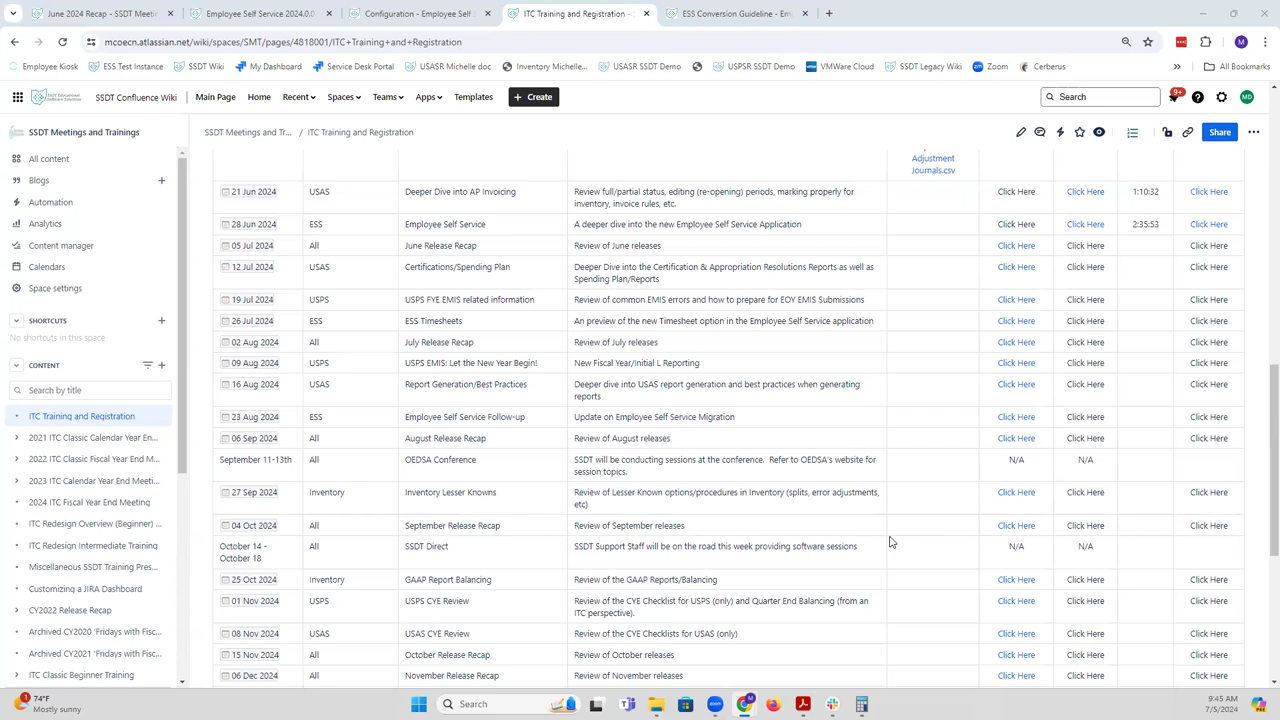 June 2024 Recap - SSDT Meeti
Employee Self Service 2024.0.0
Configuration - Employee Self
IT Training and Registration -
ESS Conversion Guideline - Emp
mcoecn.atlassian.net/wiki/spaces/SMT/pages/4818001/ITC+Training+and+Registration
Employee Kiosk
ESS Test Instance
SSDT Wiki
My Dashboard
Service Desk Portal
USASR Michelle doc
Inventory Michelle...
USASR SSDT Demo
USPSR SSDT Demo
VMWare Cloud
SSDT Legacy Wiki
Zoom
Cerberus
All Bookmarks
SSDT Confluence Wiki
Main Page
Home
Recent
Spaces
Teams
Apps
Templates
+ Create
Search
9+
MD
SSDT Meetings and Trainings
SSDT Meetings and Tr... / ITC Training and Registration
Share
All content
Blogs
Automation
Analytics
Content manager
Calendars
Space settings
SHORTCUTS
No shortcuts in this space
CONTENT
Search by title
ITC Training and Registration
2021 ITC Classic Calendar Year En...
2022 ITC Classic Fiscal Year End M...
2023 ITC Calendar Year End Meeti...
2024 ITC Fiscal Year End Meeting
ITC Redesign Overview (Beginner) ...
ITC Redesign Intermediate Training
Miscellaneous SSDT Training Pres...
Customizing a JIRA Dashboard
CY2022 Release Recap
Archived CY2020 'Fridays with Fisc...
Archived CY2021 'Fridays with Fisc...
ITC Classic Beginner Training
Adjustment
Journals.csv
21 Jun 2024 USAS Deeper Dive into AP Invoicing Review full/partial status, editing (re-opening) periods, marking properly for Click Here Click Here 1:10:32 Click Here
inventory, invoice rules, etc.
28 Jun 2024 ESS Employee Self Service A deeper dive into the new Employee Self Service Application Click Here Click Here 2:35:53 Click Here
05 Jul 2024 All June Release Recap Review of June releases Click Here Click Here Click Here
12 Jul 2024 USAS Certifications/Spending Plan Deeper Dive into the Certification & Appropriation Resolutions Reports as well as Click Here Click Here Click Here
Spending Plan/Reports
19 Jul 2024 USPS USPS FYE EMIS related information Review of common EMIS errors and how to prepare for EOY EMIS Submissions Click Here Click Here Click Here
26 Jul 2024 ESS ESS Timesheets An preview of the new Timesheet option in the Employee Self Service application Click Here Click Here Click Here
02 Aug 2024 All July Release Recap Review of July releases Click Here Click Here Click Here
09 Aug 2024 USPS USPS EMIS: Let the New Year Begin! New Fiscal Year/Initial L Reporting Click Here Click Here Click Here
16 Aug 2024 USAS Report Generation/Best Practices Deeper dive into USAS report generation and best practices when generating Click Here Click Here Click Here
reports
23 Aug 2024 ESS Employee Self Service Follow-up Update on Employee Self Service Migration Click Here Click Here Click Here
06 Sep 2024 All August Release Recap Review of August releases Click Here Click Here Click Here
September 11-13th All OEDSA Conference SSDT will be conducting sessions at the conference. Refer to OEDSA's website for N/A N/A
session topics.
27 Sep 2024 Inventory Inventory Lesser Knowns Review of Lesser Known options/procedures in Inventory (splits, error adjustments, Click Here Click Here Click Here
etc)
04 Oct 2024 All September Release Recap Review of September releases Click Here Click Here Click Here
October 14 - All SSDT Direct SSDT Support Staff will be on the road this week providing software sessions N/A N/A
October 18
25 Oct 2024 Inventory GAAP Report Balancing Review of the GAAP Reports/Balancing Click Here Click Here Click Here
01 Nov 2024 USPS USPS CYE Review Review of the CYE Checklist for USPS (only) and Quarter End Balancing (from an Click Here Click Here Click Here
ITC perspective).
08 Nov 2024 USAS USAS CYE Review Review of the CYE Checklists for USAS (only) Click Here Click Here Click Here
15 Nov 2024 All October Release Recap Review of October releases Click Here Click Here Click Here
06 Dec 2024 All November Release Recap Review of November releases Click Here Click Here Click Here
1
74°F
Mostly sunny
Search
9:45 AM
7/5/2024